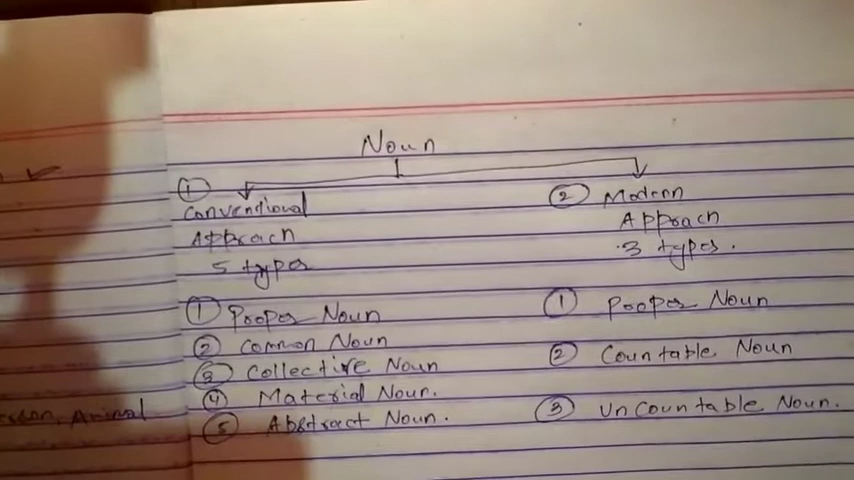 Noun
① Conventional
Approach
5 types
① Proper Noun
② Common Noun
③ Collective Noun
④ Material Noun.
⑤ Abstract Noun.
② Modern
Approach
3 types.
① Proper Noun
② Countable Noun
③ Uncountable Noun.
Animal